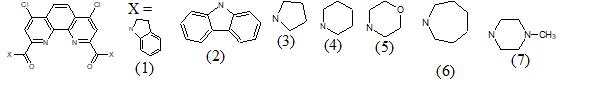 Cl Cl X =
N N
X X
O O
N (1)
N (2)
N (3)
N (4)
N O (5)
N (6)
N N CH₃ (7)